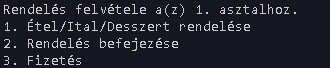 Rendelés felvétele a(z) 1. asztalhoz.
1. Étel/Ital/Desszert rendelése
2. Rendelés befejezése
3. Fizetés